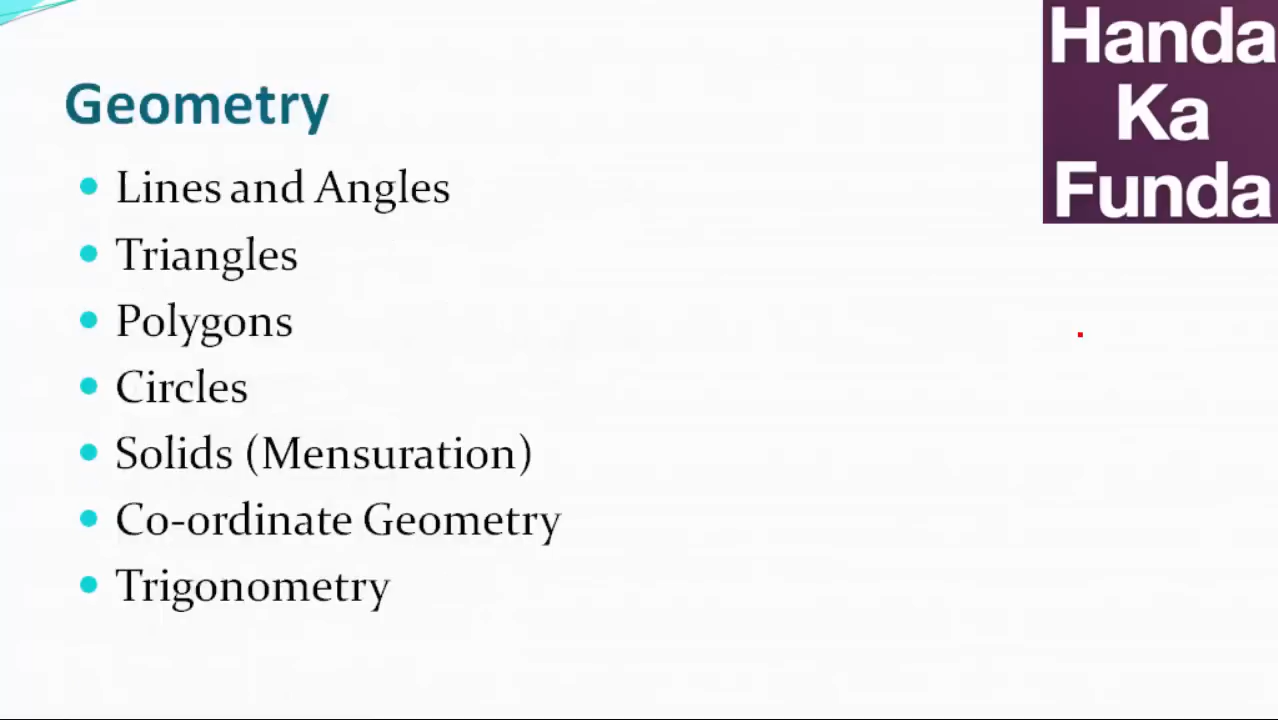 Handa
Ka
Funda
Geometry
Lines and Angles
Triangles
Polygons
Circles
Solids (Mensuration)
Co-ordinate Geometry
Trigonometry